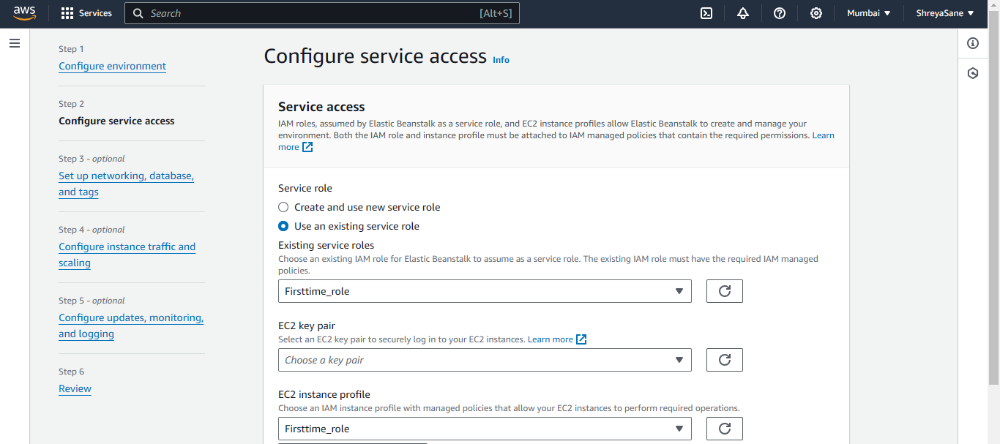 aws
Services
Search
[Alt+S]
Mumbai
ShreyaSane
Step 1
Configure environment
Step 2
Configure service access
Step 3 - optional
Set up networking, database,
and tags
Step 4 - optional
Configure instance traffic and
scaling
Step 5 - optional
Configure updates, monitoring,
and logging
Step 6
Review
Configure service access Info
Service access
IAM roles, assumed by Elastic Beanstalk as a service role, and EC2 instance profiles allow Elastic Beanstalk to create and manage your
environment. Both the IAM role and instance profile must be attached to IAM managed policies that contain the required permissions. Learn
more
Service role
Create and use new service role
Use an existing service role
Existing service roles
Choose an existing IAM role for Elastic Beanstalk to assume as a service role. The existing IAM role must have the required IAM managed
policies.
Firsttime_role
EC2 key pair
Select an EC2 key pair to securely log in to your EC2 instances. Learn more
Choose a key pair
EC2 instance profile
Choose an IAM instance profile with managed policies that allow your EC2 instances to perform required operations.
Firsttime_role